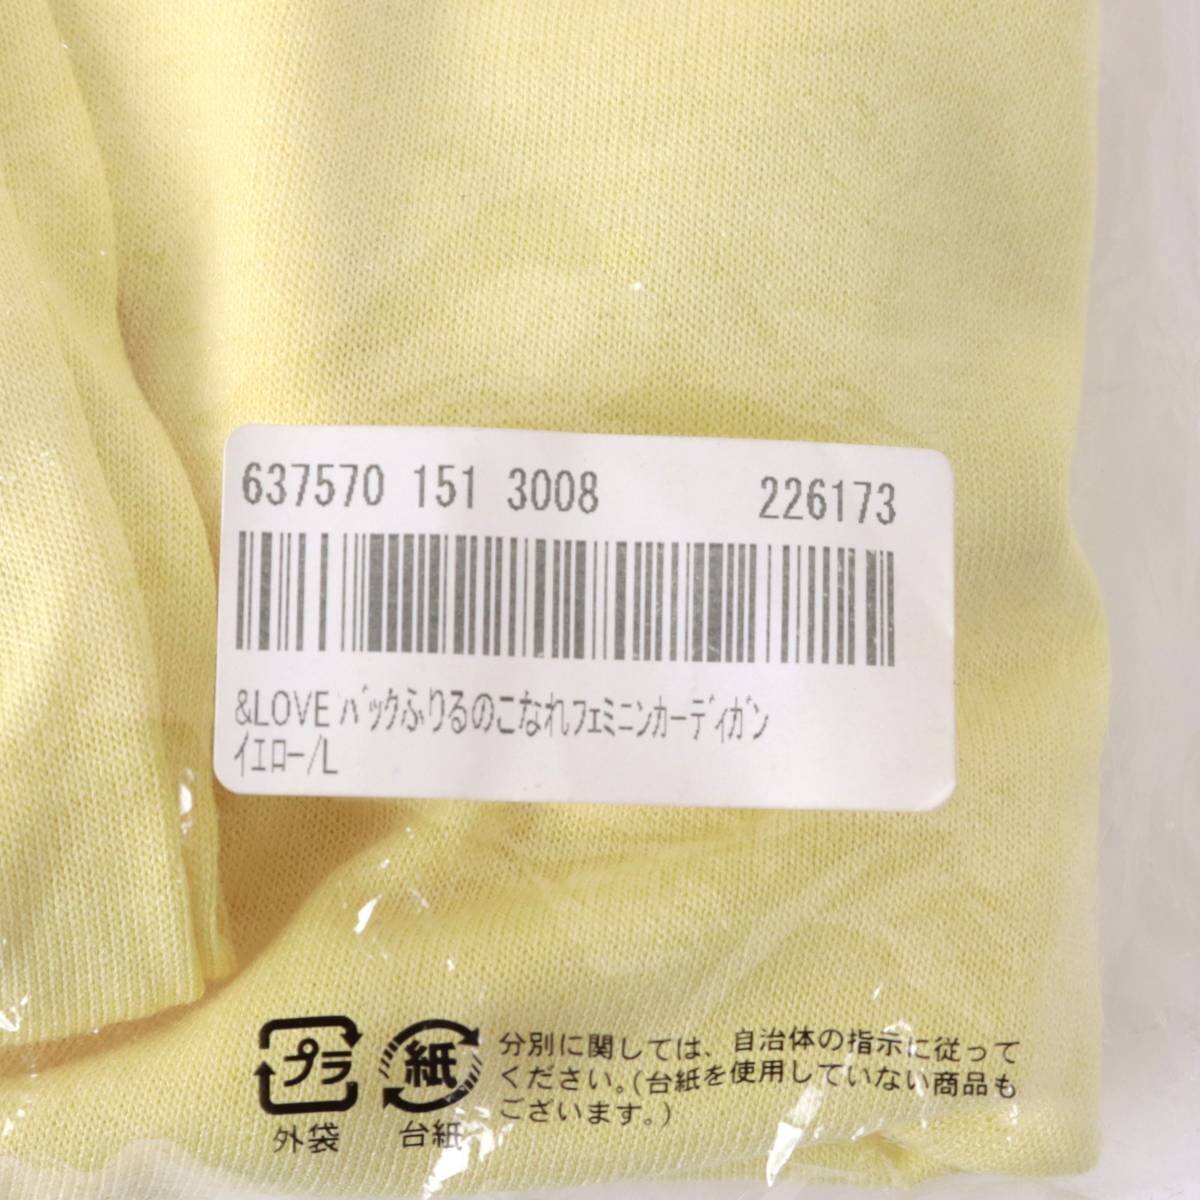 637570 151 3008 226173
&LOVE ﾊﾞｯｸふりるのこなれﾌｪﾐﾆﾝｶｰﾃﾞｨｶﾞﾝ
ｲｴﾛｰ/L
プラ
外袋
紙
台紙
分別に関しては、自治体の指示に従って
ください。(台紙を使用していない商品も
ございます。)